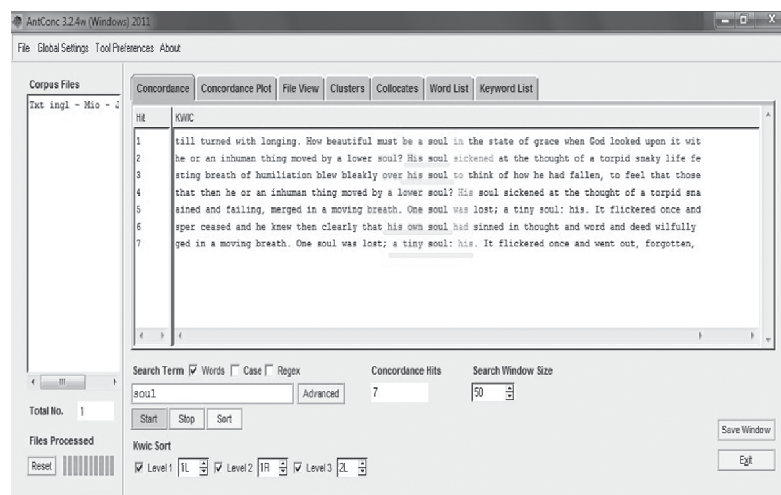 AntConc 3.2.4w (Windows) 2011
File Global Settings Tool Preferences About
Corpus Files
Txt ingl - Mio - J
Concordance Concordance Plot File View Clusters Collocates Word List Keyword List
Hit KWIC
1 till turned with longing. How beautiful must be a soul in the state of grace when God looked upon it wit
2 he or an inhuman thing moved by a lower soul? His soul sickened at the thought of a torpid snaky life fe
3 sting breath of humiliation blew bleakly over his soul to think of how he had fallen, to feel that those
4 that then he or an inhuman thing moved by a lower soul? His soul sickened at the thought of a torpid sna
5 ained and failing, merged in a moving breath. One soul was lost; a tiny soul: his. It flickered once and
6 sper ceased and he knew then clearly that his own soul had sinned in thought and word and deed wilfully
7 ged in a moving breath. One soul was lost; a tiny soul: his. It flickered once and went out, forgotten,
Search Term Words Case Regex Concordance Hits Search Window Size
soul Advanced 7 50
Total No. 1
Start Stop Sort
Files Processed
Reset
Kwic Sort
Level 1 1L Level 2 1R Level 3 2L
Save Window
Exit